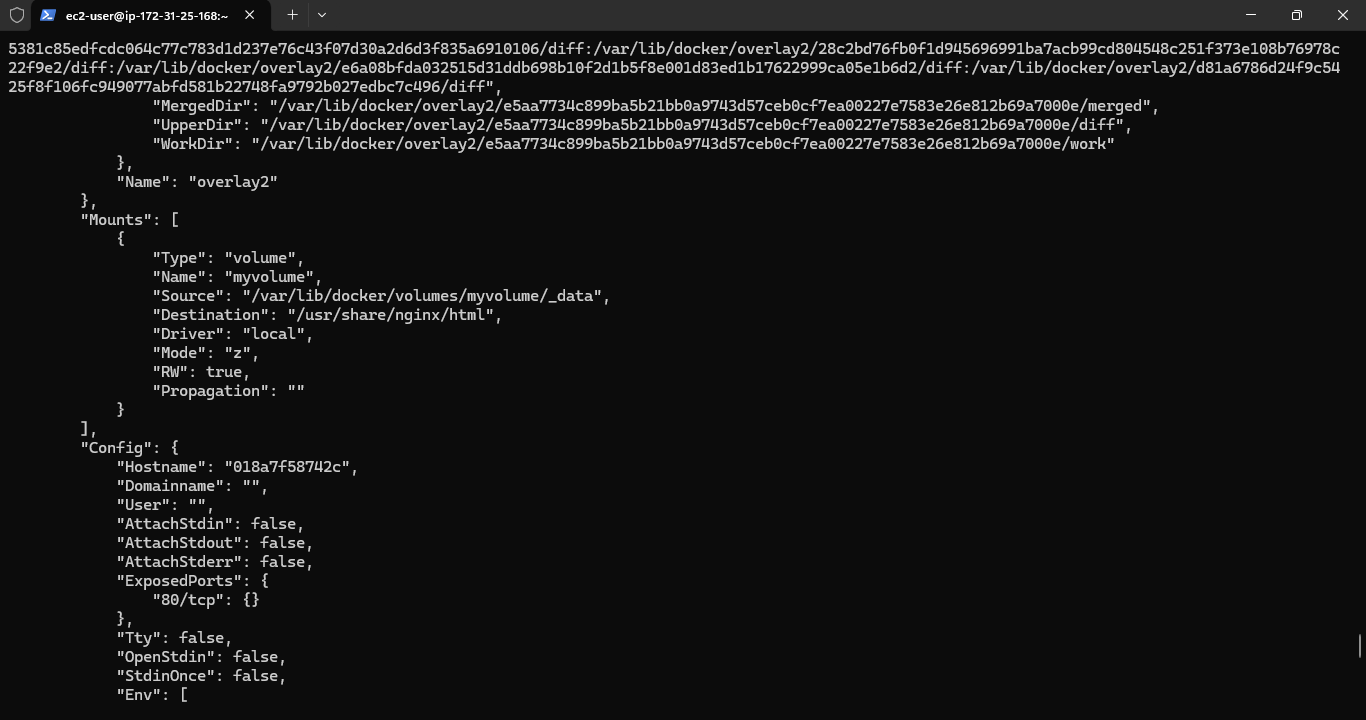 ec2-user@ip-172-31-25-168:~
5381c85edfcdc064c77c783d1d237e76c43f07d30a2d6d3f835a6910106/diff:/var/lib/docker/overlay2/28c2bd76fb0f1d945696991ba7acb99cd804548c251f373e108b76978c
22f9e2/diff:/var/lib/docker/overlay2/e6a08bfda032515d31ddb698b10f2d1b5f8e001d83ed1b17622999ca05e1b6d2/diff:/var/lib/docker/overlay2/d81a6786d24f9c54
25f8f106fc949077abfd581b22748fa9792b027edbc7c496/diff",
                "MergedDir": "/var/lib/docker/overlay2/e5aa7734c899ba5b21bb0a9743d57ceb0cf7ea00227e7583e26e812b69a7000e/merged",
                "UpperDir": "/var/lib/docker/overlay2/e5aa7734c899ba5b21bb0a9743d57ceb0cf7ea00227e7583e26e812b69a7000e/diff",
                "WorkDir": "/var/lib/docker/overlay2/e5aa7734c899ba5b21bb0a9743d57ceb0cf7ea00227e7583e26e812b69a7000e/work"
            },
            "Name": "overlay2"
        },
        "Mounts": [
            {
                "Type": "volume",
                "Name": "myvolume",
                "Source": "/var/lib/docker/volumes/myvolume/_data",
                "Destination": "/usr/share/nginx/html",
                "Driver": "local",
                "Mode": "z",
                "RW": true,
                "Propagation": ""
            }
        ],
        "Config": {
            "Hostname": "018a7f58742c",
            "Domainname": "",
            "User": "",
            "AttachStdin": false,
            "AttachStdout": false,
            "AttachStderr": false,
            "ExposedPorts": {
                "80/tcp": {}
            },
            "Tty": false,
            "OpenStdin": false,
            "StdinOnce": false,
            "Env": [